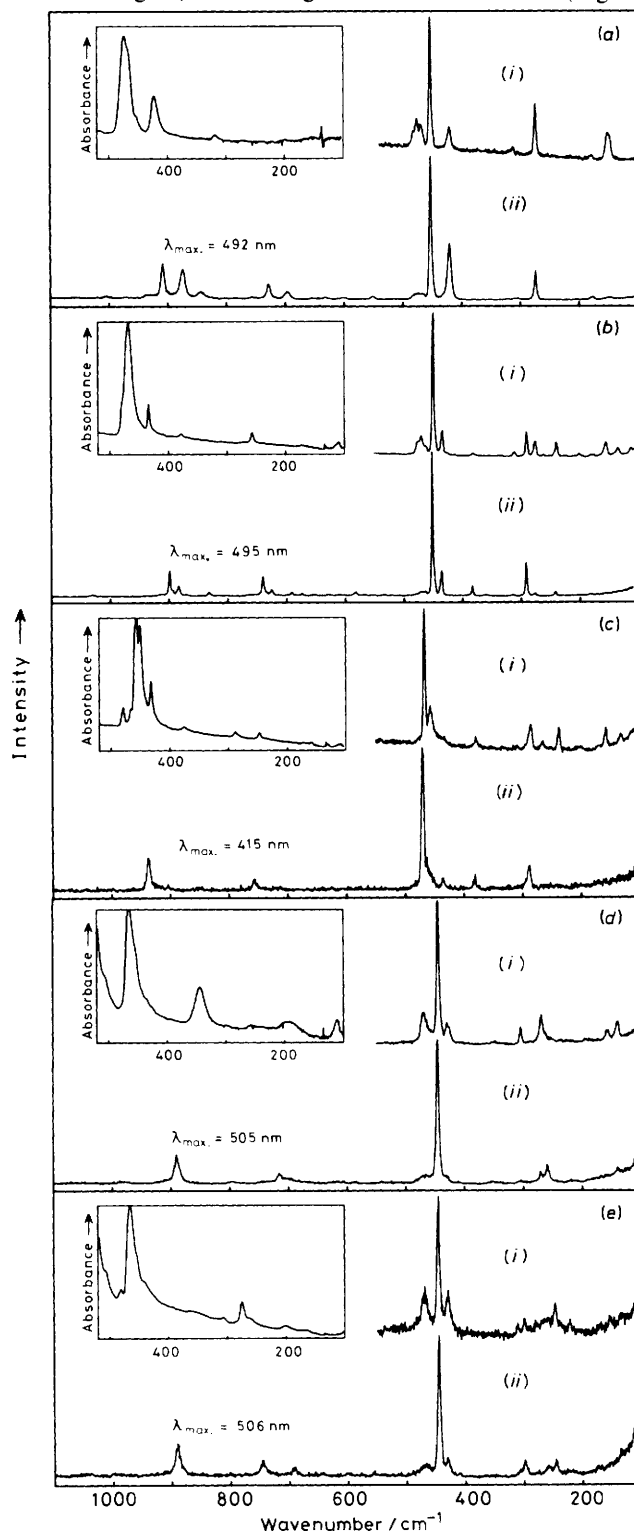 (a)
Absorbance →
400 200
(i)
(ii)
λmax. = 492 nm
(b)
Absorbance →
400 200
(i)
(ii)
λmax. = 495 nm
(c)
Absorbance →
400 200
(i)
(ii)
λmax. = 415 nm
(d)
Absorbance →
400 200
(i)
(ii)
λmax. = 505 nm
(e)
Absorbance →
400 200
(i)
(ii)
λmax. = 506 nm
Intensity →
1000 800 600 400 200
Wavenumber / cm⁻¹